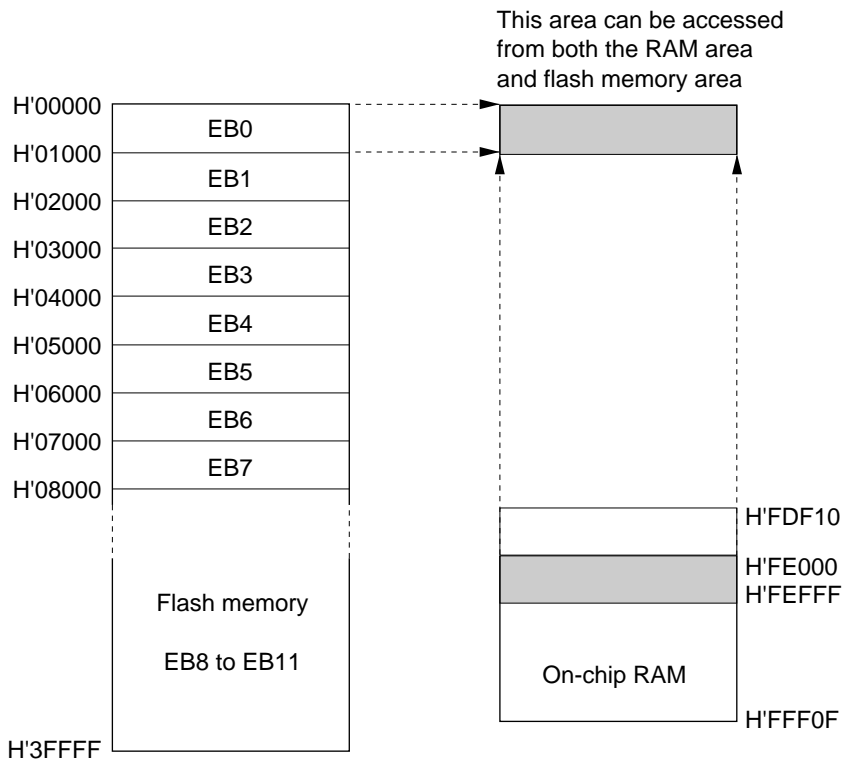 This area can be accessed
from both the RAM area
and flash memory area
H'00000
EB0
H'01000
EB1
H'02000
EB2
H'03000
EB3
H'04000
EB4
H'05000
EB5
H'06000
EB6
H'07000
EB7
H'08000
H'FDF10
H'FE000
H'FEFFF
Flash memory
EB8 to EB11
On-chip RAM
H'FFF0F
H'3FFFF